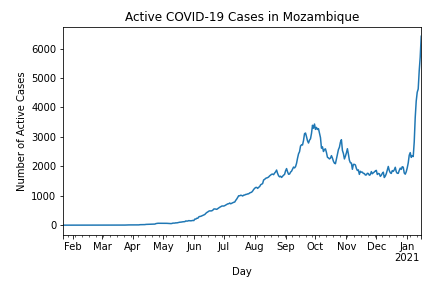 Active COVID-19 Cases in Mozambique
Number of Active Cases
6000
5000
4000
3000
2000
1000
0
Feb Mar Apr May Jun Jul Aug Sep Oct Nov Dec Jan
2021
Day